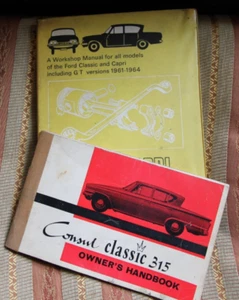 A Workshop Manual for all models
of the Ford Classic and Capri
including GT versions 1961-1964
Consul classic 315
OWNER'S HANDBOOK